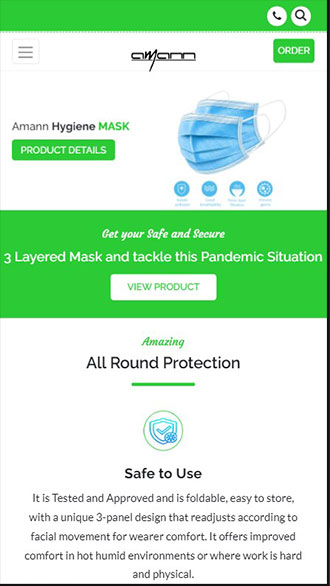 amann
ORDER
Amann Hygiene MASK
PRODUCT DETAILS
Get your Safe and Secure
3 Layered Mask and tackle this Pandemic Situation
VIEW PRODUCT
Amazing
All Round Protection
Safe to Use
It is Tested and Approved and is foldable, easy to store,
with a unique 3-panel design that readjusts according to
facial movement for wearer comfort. It offers improved
comfort in hot humid environments or where work is hard
and physical.